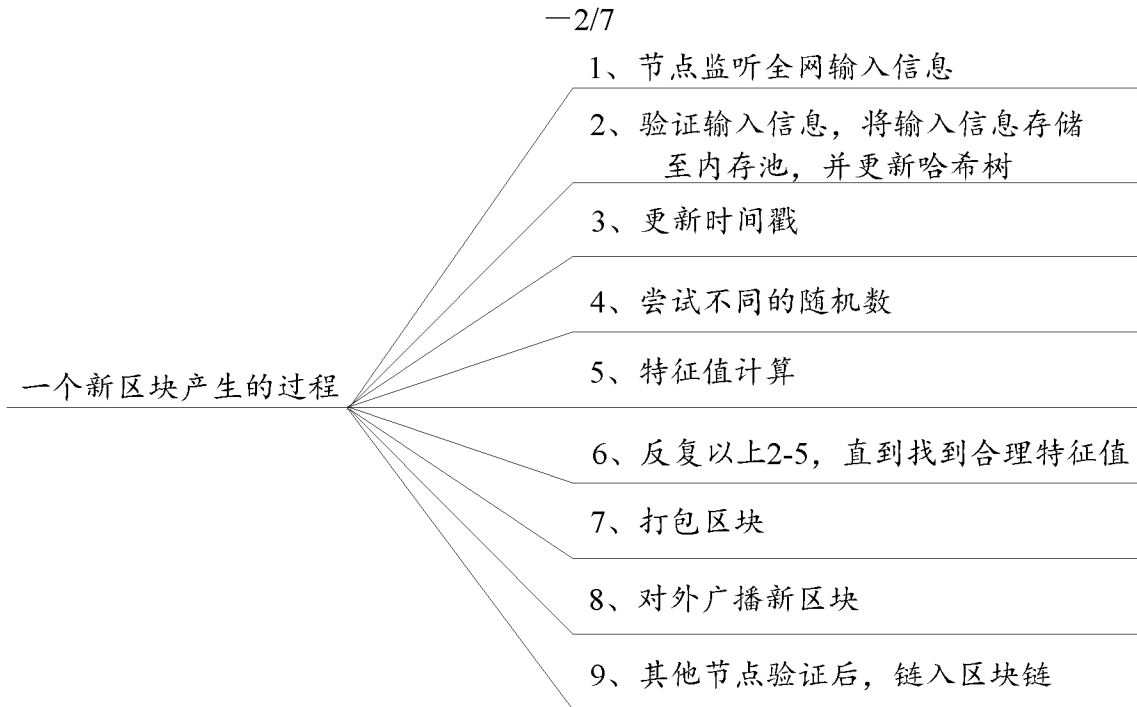 —2/7
1、节点监听全网输入信息
2、验证输入信息，将输入信息存储
至内存池，并更新哈希树
3、更新时间戳
4、尝试不同的随机数
5、特征值计算
一个新区块产生的过程
6、反复以上2-5，直到找到合理特征值
7、打包区块
8、对外广播新区块
9、其他节点验证后，链入区块链